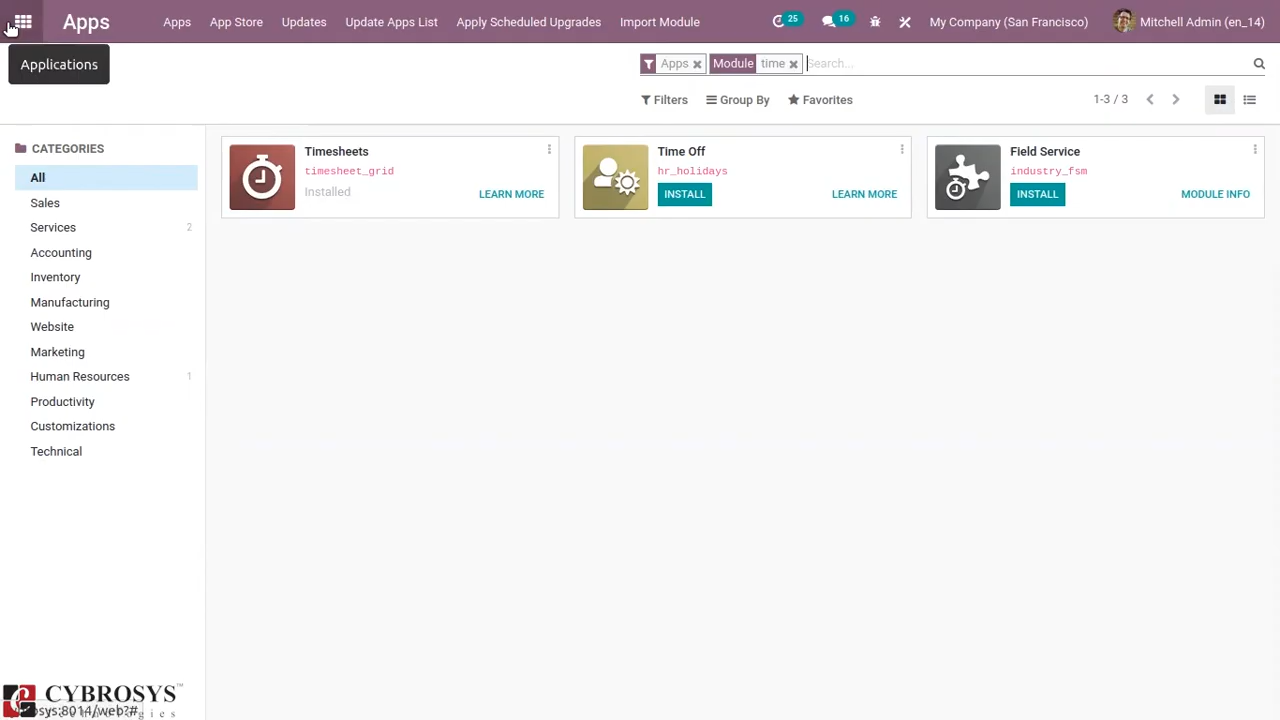 Apps
Apps App Store Updates Update Apps List Apply Scheduled Upgrades Import Module 25 16 My Company (San Francisco) Mitchell Admin (en_14)
Applications
Apps Module time Search...
Filters Group By Favorites 1-3 / 3
CATEGORIES
All
Sales
Services 2
Accounting
Inventory
Manufacturing
Website
Marketing
Human Resources 1
Productivity
Customizations
Technical
Timesheets
timesheet_grid
Installed LEARN MORE
Time Off
hr_holidays
INSTALL LEARN MORE
Field Service
industry_fsm
INSTALL MODULE INFO
CYBROSYS™